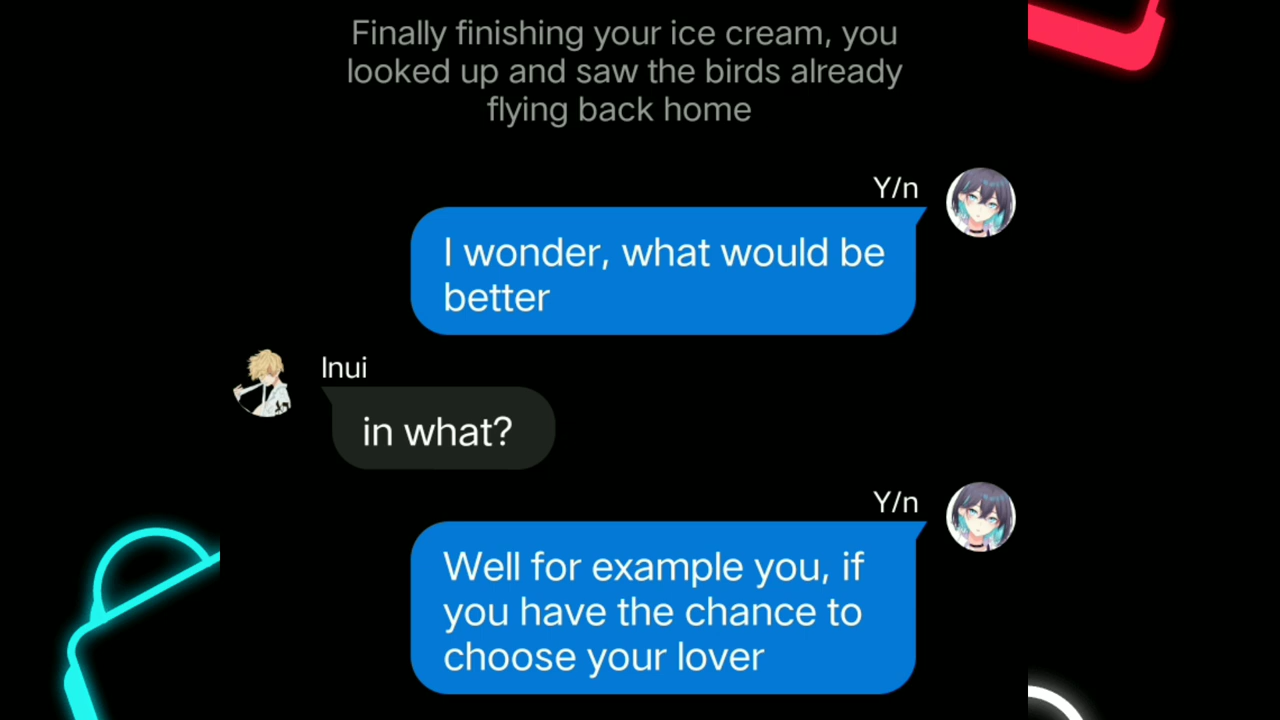 Finally finishing your ice cream, you
looked up and saw the birds already
flying back home
Y/n
I wonder, what would be
better
Inui
in what?
Y/n
Well for example you, if
you have the chance to
choose your lover